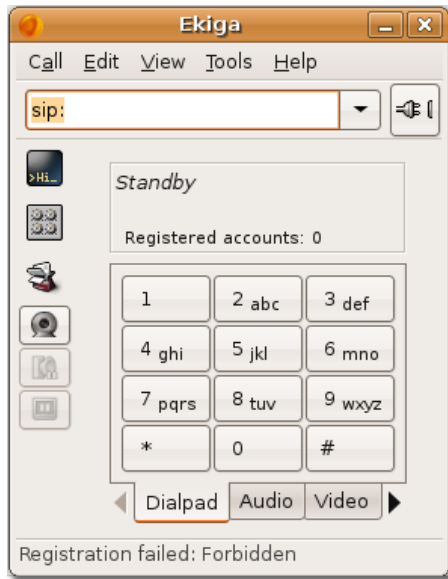 Ekiga
Call Edit View Tools Help
sip:
>Hi_
Standby
Registered accounts: 0
1 2 abc 3 def
4 ghi 5 jkl 6 mno
7 pqrs 8 tuv 9 wxyz
* 0 #
Dialpad Audio Video
Registration failed: Forbidden